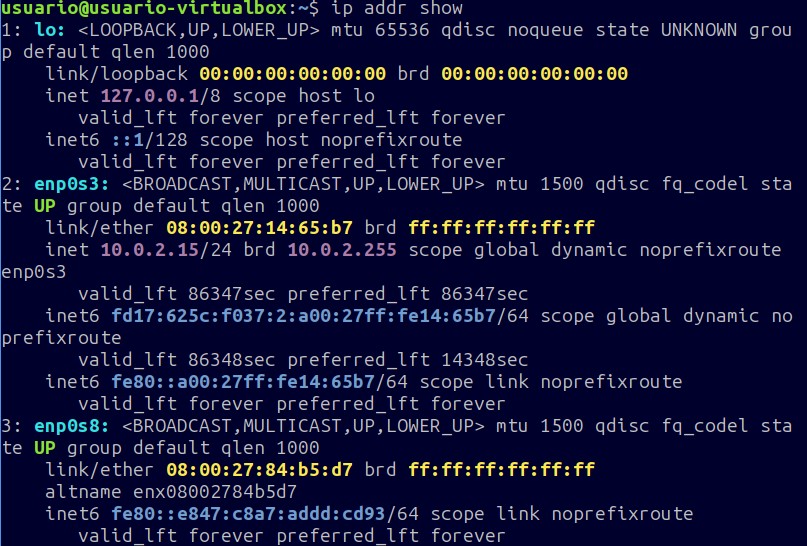 usuario@usuario-virtualbox:~$ ip addr show
1: lo: <LOOPBACK,UP,LOWER_UP> mtu 65536 qdisc noqueue state UNKNOWN grou
p default qlen 1000
    link/loopback 00:00:00:00:00:00 brd 00:00:00:00:00:00
    inet 127.0.0.1/8 scope host lo
       valid_lft forever preferred_lft forever
    inet6 ::1/128 scope host noprefixroute
       valid_lft forever preferred_lft forever
2: enp0s3: <BROADCAST,MULTICAST,UP,LOWER_UP> mtu 1500 qdisc fq_codel sta
te UP group default qlen 1000
    link/ether 08:00:27:14:65:b7 brd ff:ff:ff:ff:ff:ff
    inet 10.0.2.15/24 brd 10.0.2.255 scope global dynamic noprefixroute
enp0s3
       valid_lft 86347sec preferred_lft 86347sec
    inet6 fd17:625c:f037:2:a00:27ff:fe14:65b7/64 scope global dynamic no
prefixroute
       valid_lft 86348sec preferred_lft 14348sec
    inet6 fe80::a00:27ff:fe14:65b7/64 scope link noprefixroute
       valid_lft forever preferred_lft forever
3: enp0s8: <BROADCAST,MULTICAST,UP,LOWER_UP> mtu 1500 qdisc fq_codel sta
te UP group default qlen 1000
    link/ether 08:00:27:84:b5:d7 brd ff:ff:ff:ff:ff:ff
    altname enx08002784b5d7
    inet6 fe80::e847:c8a7:addd:cd93/64 scope link noprefixroute
       valid_lft forever preferred_lft forever